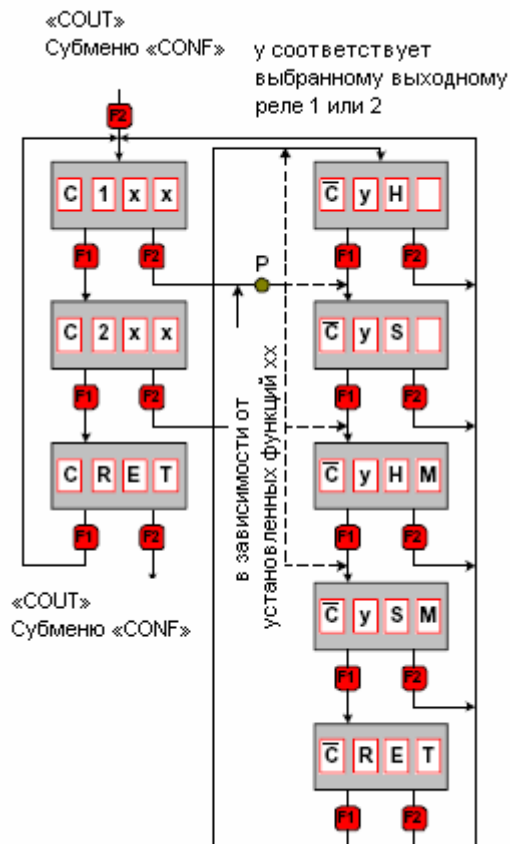 «COUT»
Субменю «CONF»
у соответствует
выбранному выходному
реле 1 или 2
F2
C 1 x x
F1 F2
C 2 x x
F1 F2
C R E T
F1 F2
«COUT»
Субменю «CONF»
P
в зависимости от
установленных функций xx
C̅ y H
F1 F2
C̅ y S
F1 F2
C̅ y H M
F1 F2
C̅ y S M
F1 F2
C̅ R E T
F1 F2